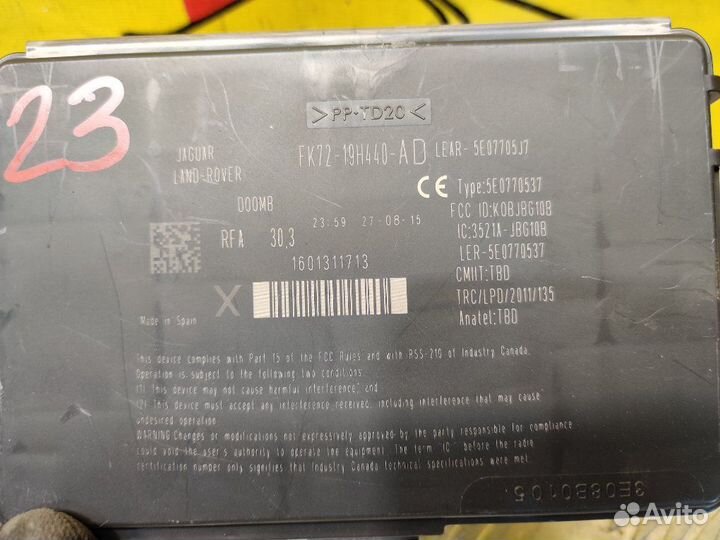 23
>PP-TD20<
JAGUAR
LAND-ROVER
FK72-19H440-AD
LEAR-5E07705J7
CE Type:5E0770537
FCC ID:KOBJBG10B
IC:3521A-JBG10B
LER-5E0770537
CMIIT:TBD
TRC/LPD/2011/135
Anatel:TBD
D00MB
23:59 27-08-15
RFA 30,3
1601311713
X
Made in Spain
This device complies with Part 15 of the FCC Rules and with RSS-210 of Industry Canada.
Operation is subject to the following two conditions:
(1) This device may not cause harmful interference, and
(2) This device must accept any interference received, including interference that may cause
undesired operation.
WARNING: Changes or modifications not expressively approved by the party responsible for compliance
could void the user's authority to operate the equipment. The term "IC" before the radio
certification number only signifies that Industry Canada technical specifications were met.
3E08B0105
Avito